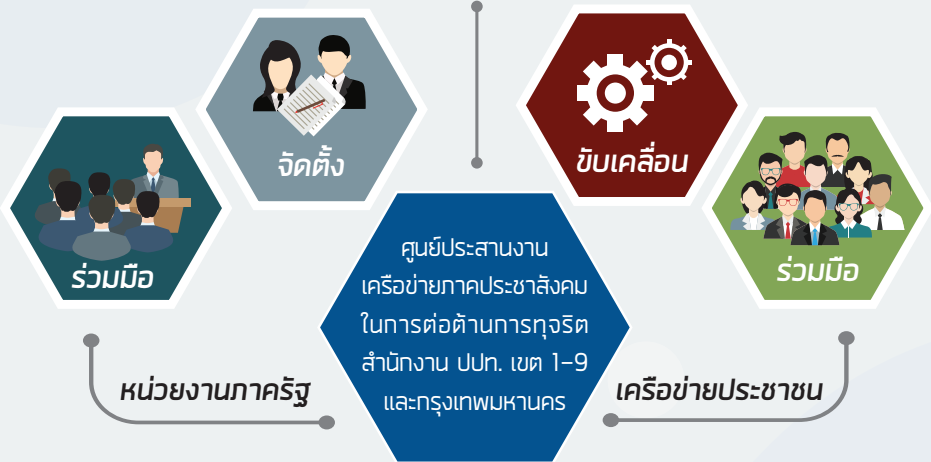 จัดตั้ง
ขับเคลื่อน
ร่วมมือ
ร่วมมือ
ศูนย์ประสานงาน
เครือข่ายภาคประชาสังคม
ในการต่อต้านการทุจริต
สำนักงาน ปปท. เขต 1-9
และกรุงเทพมหานคร
หน่วยงานภาครัฐ
เครือข่ายประชาชน